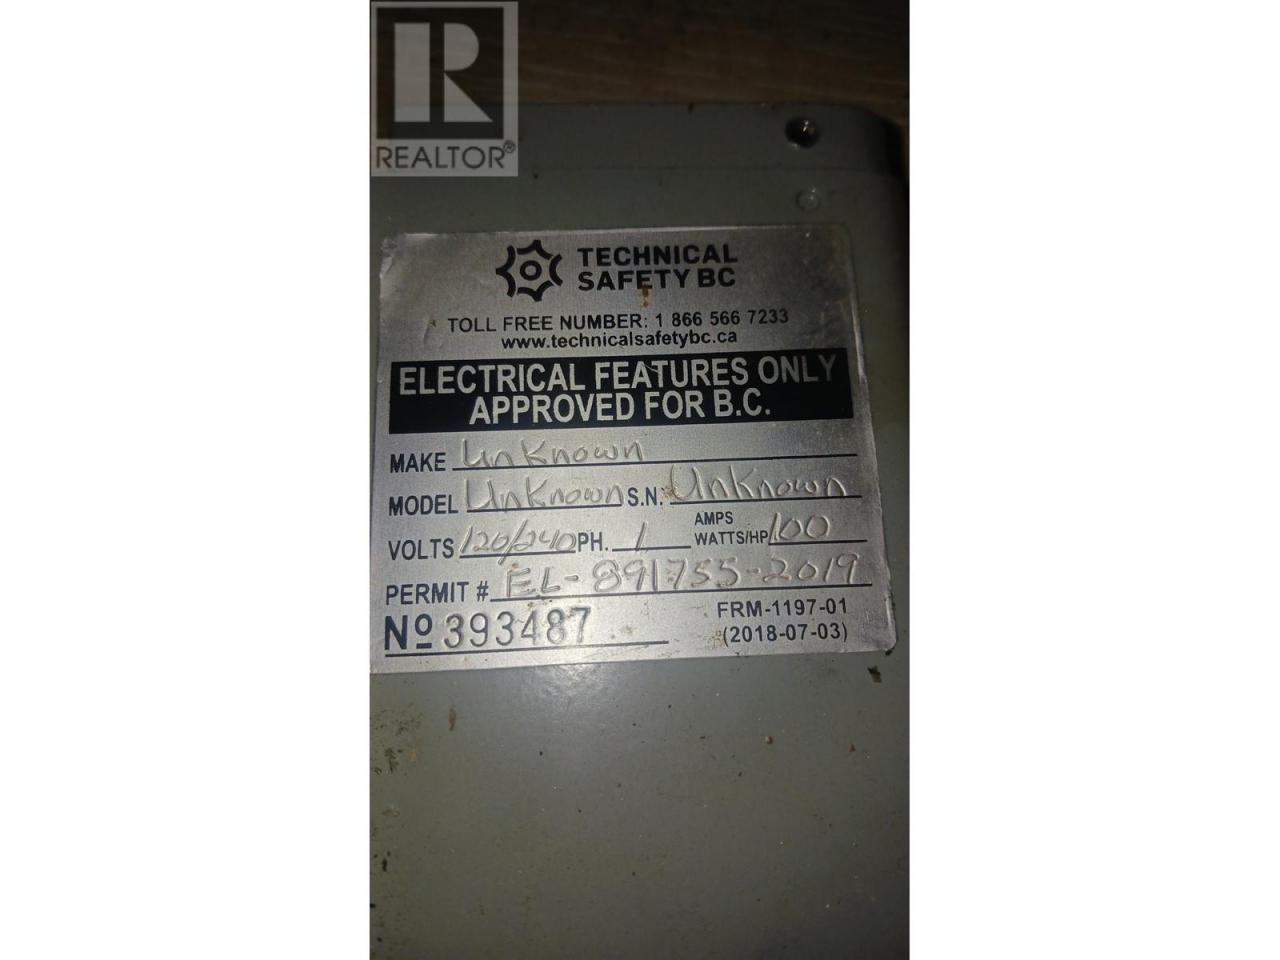 REALTOR®
TECHNICAL
SAFETY BC
TOLL FREE NUMBER: 1 866 566 7233
www.technicalsafetybc.ca
ELECTRICAL FEATURES ONLY
APPROVED FOR B.C.
MAKE UnKnown
MODEL UnKnown S.N. UnKnown
VOLTS 120/240 PH. 1 AMPS WATTS/HP 100
PERMIT # EL-891755-2019
Nº 393487 FRM-1197-01
(2018-07-03)